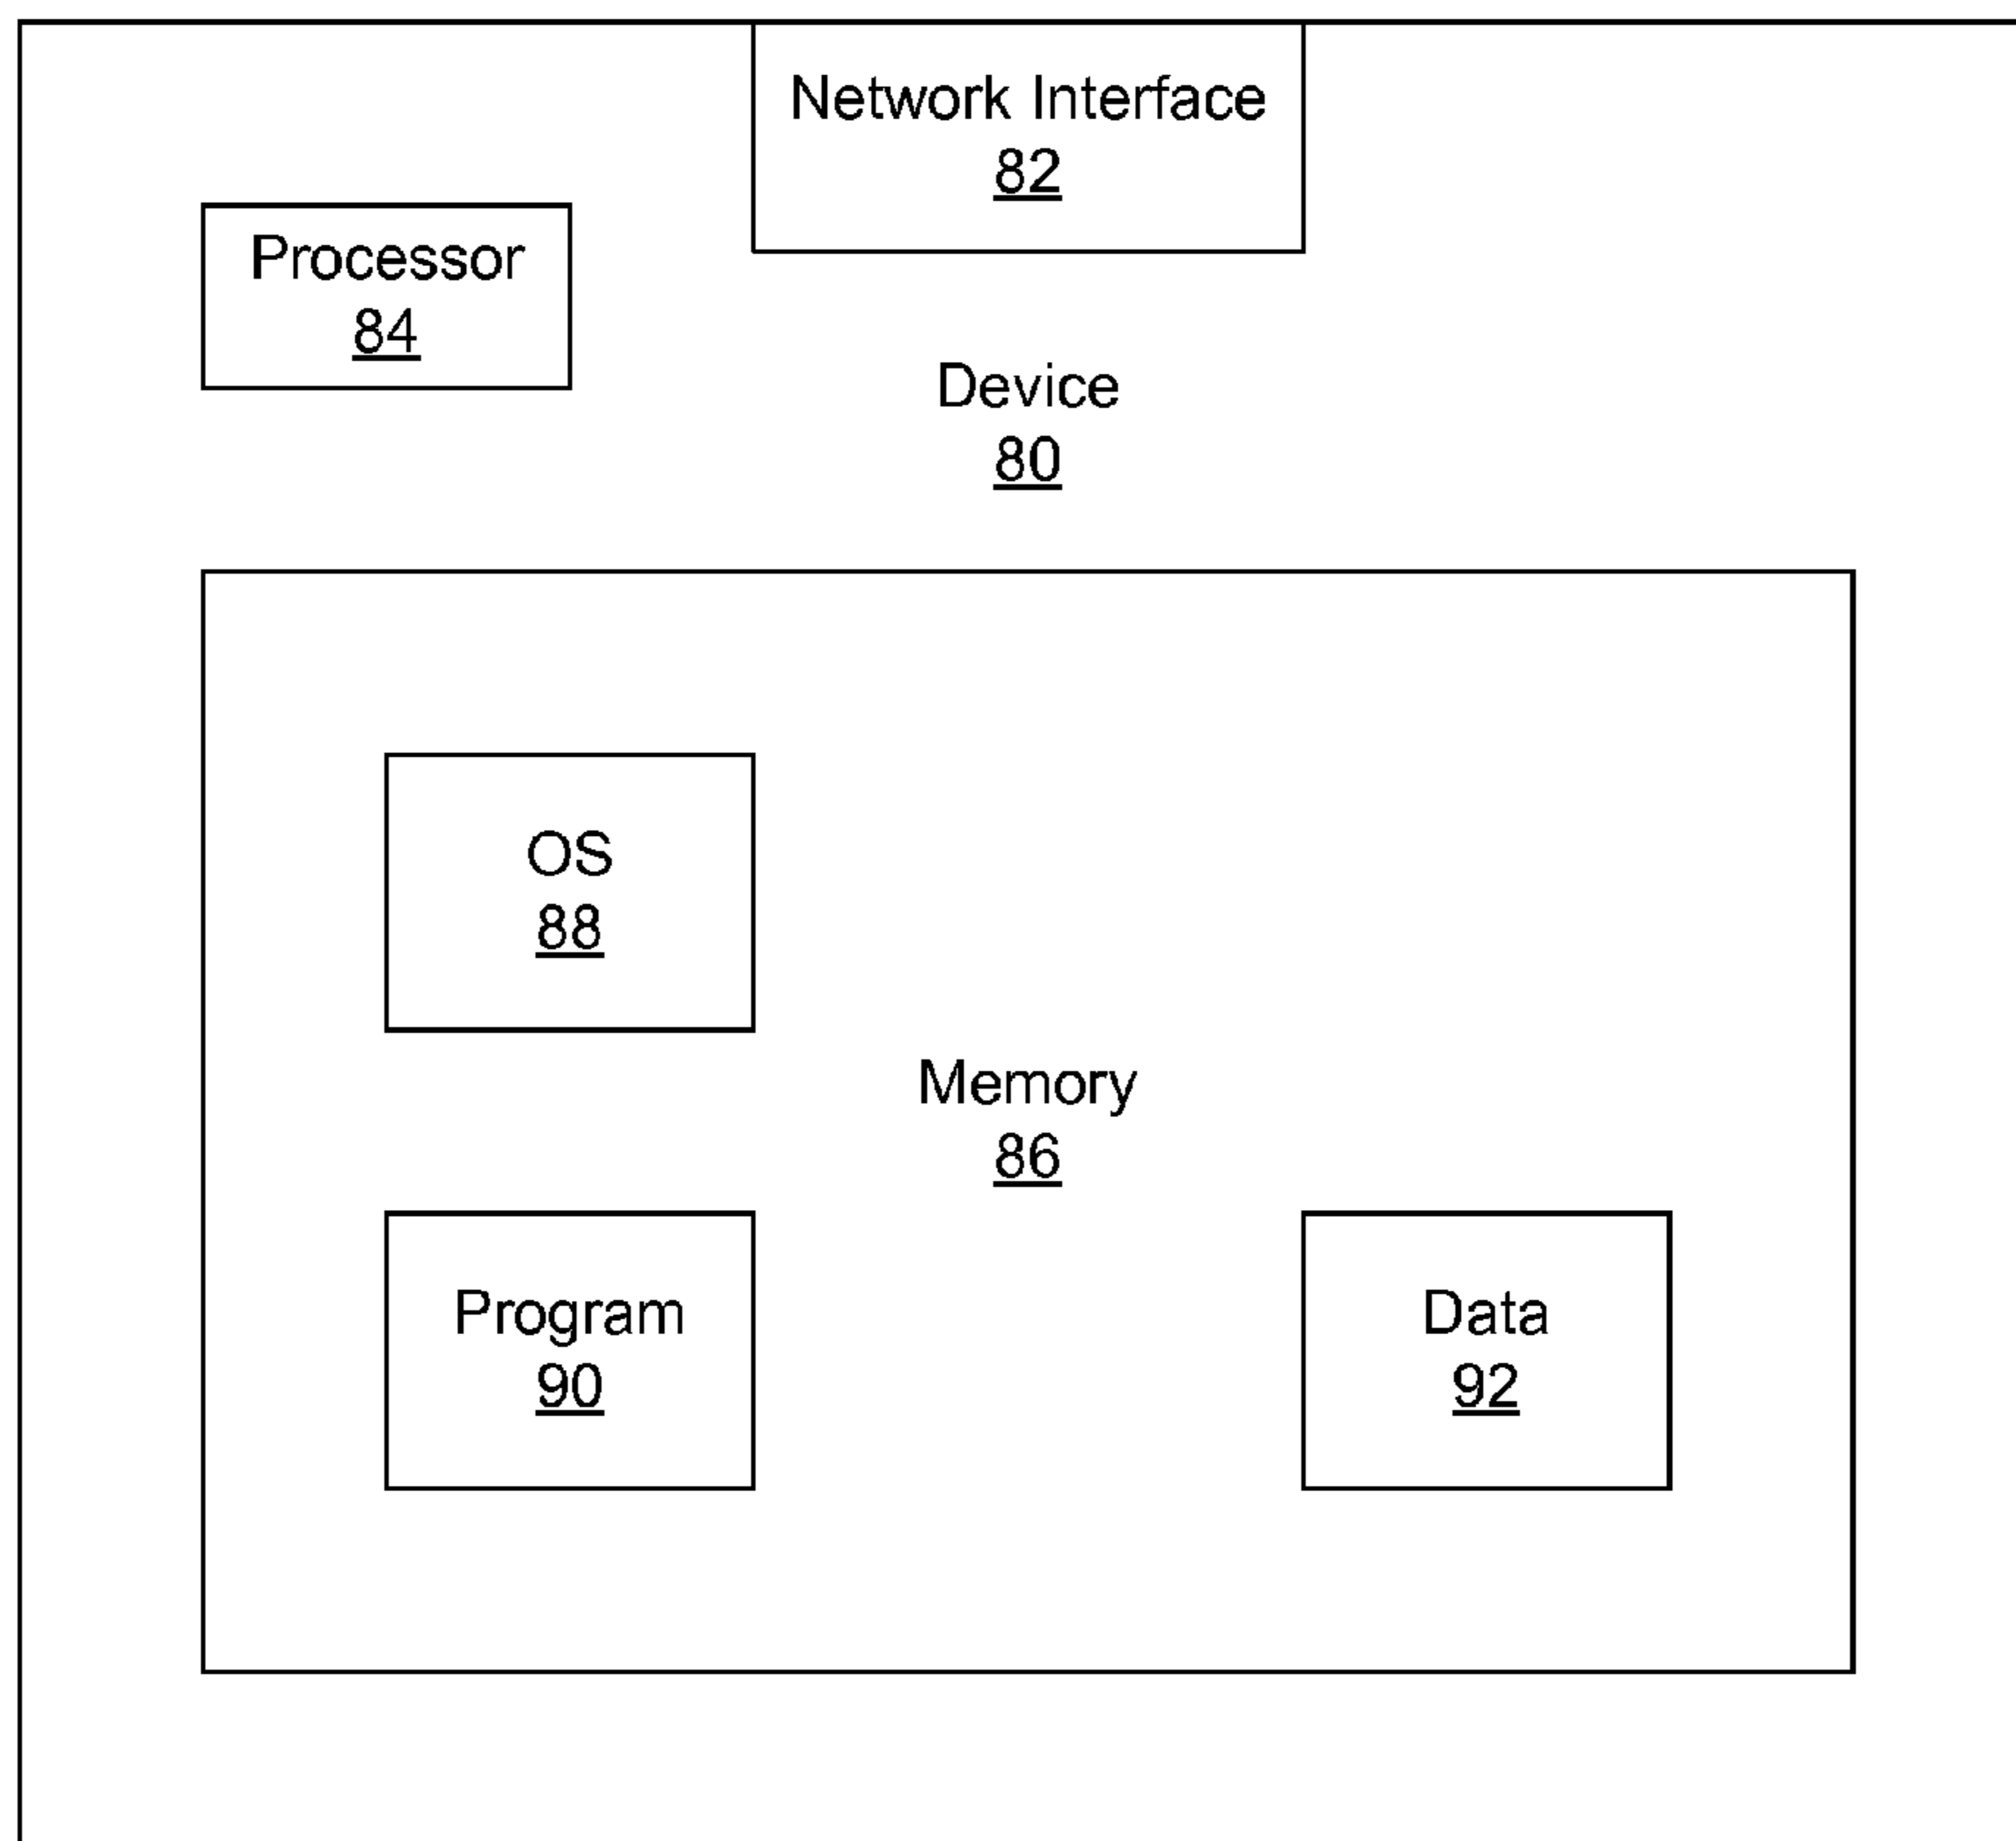 Network Interface
82
Processor
84
Device
80
OS
88
Memory
86
Program
90
Data
92